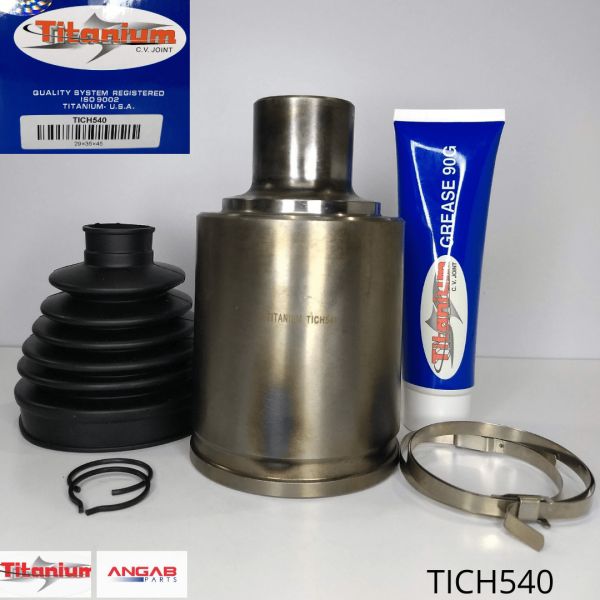 Titanium
C.V. JOINT
QUALITY SYSTEM REGISTERED
ISO 9002
TITANIUM- U.S.A.
TICH540
29×35×45
TITANIUM TICH540
GREASE 90G
Titanium
C.V. JOINT
Titanium
ANGAB
PARTS
TICH540